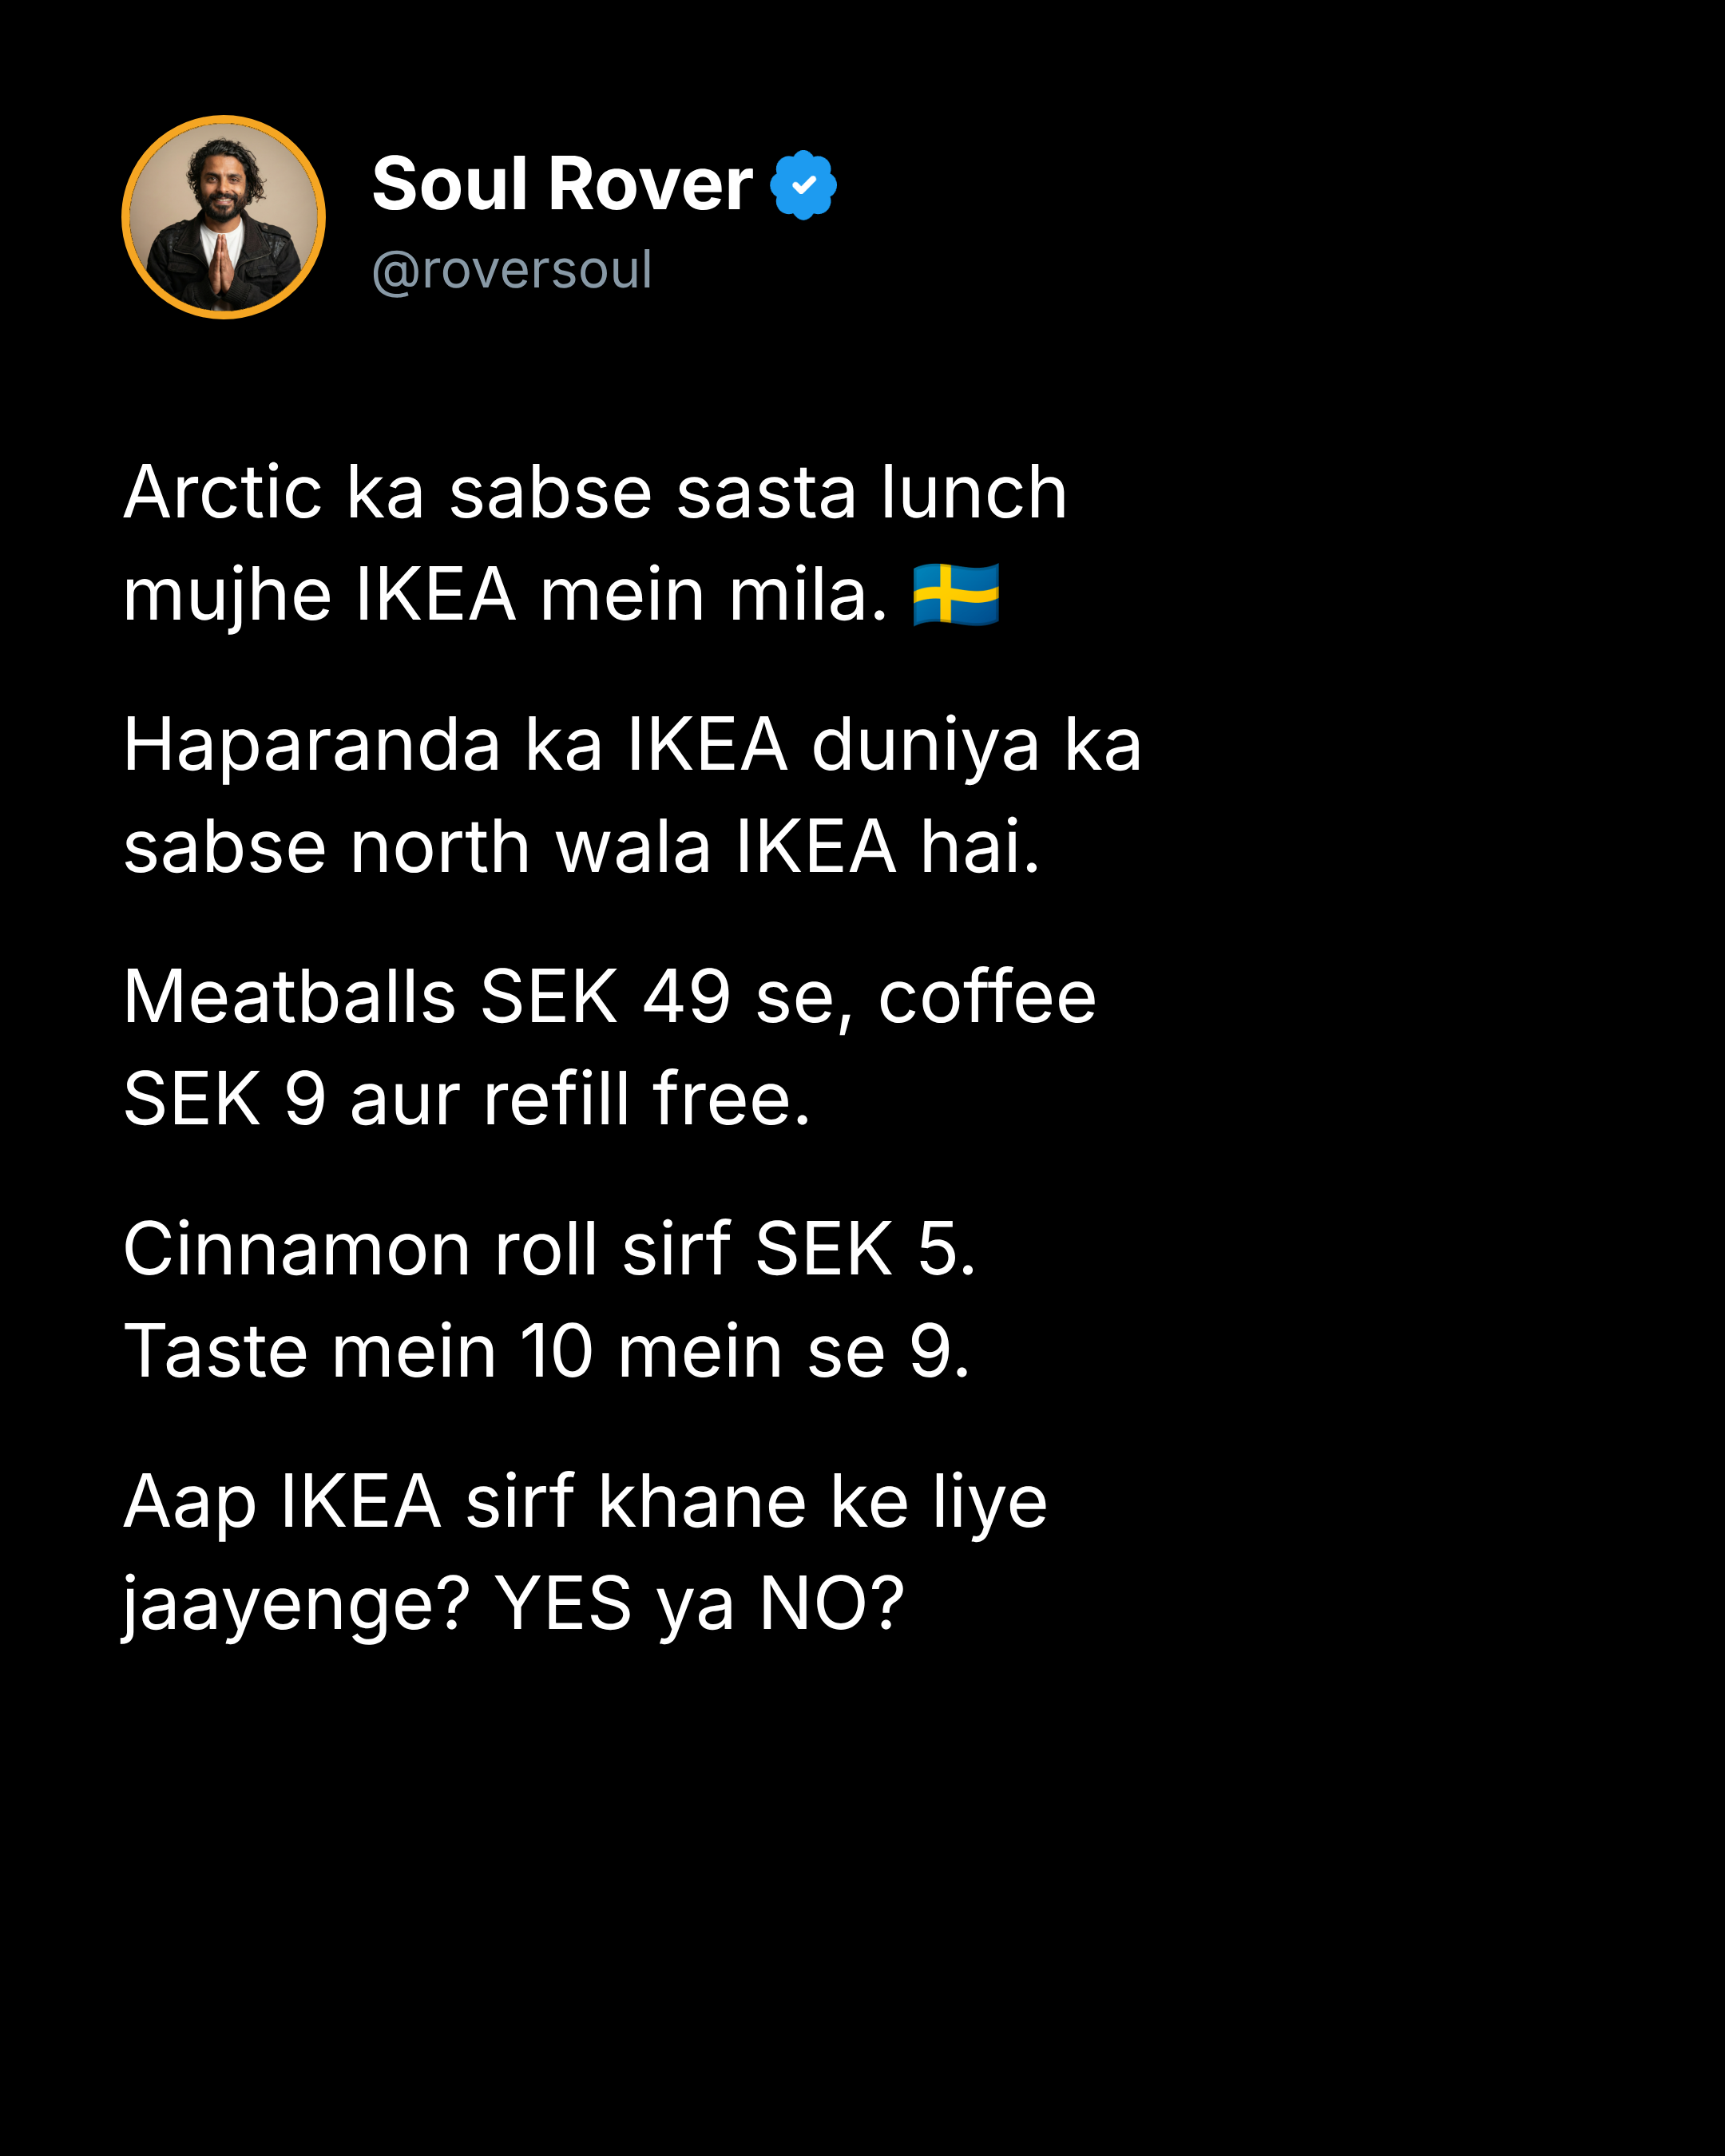 Soul Rover
@roversoul
Arctic ka sabse sasta lunch
mujhe IKEA mein mila. 🇸🇪
Haparanda ka IKEA duniya ka
sabse north wala IKEA hai.
Meatballs SEK 49 se, coffee
SEK 9 aur refill free.
Cinnamon roll sirf SEK 5.
Taste mein 10 mein se 9.
Aap IKEA sirf khane ke liye
jaayenge? YES ya NO?